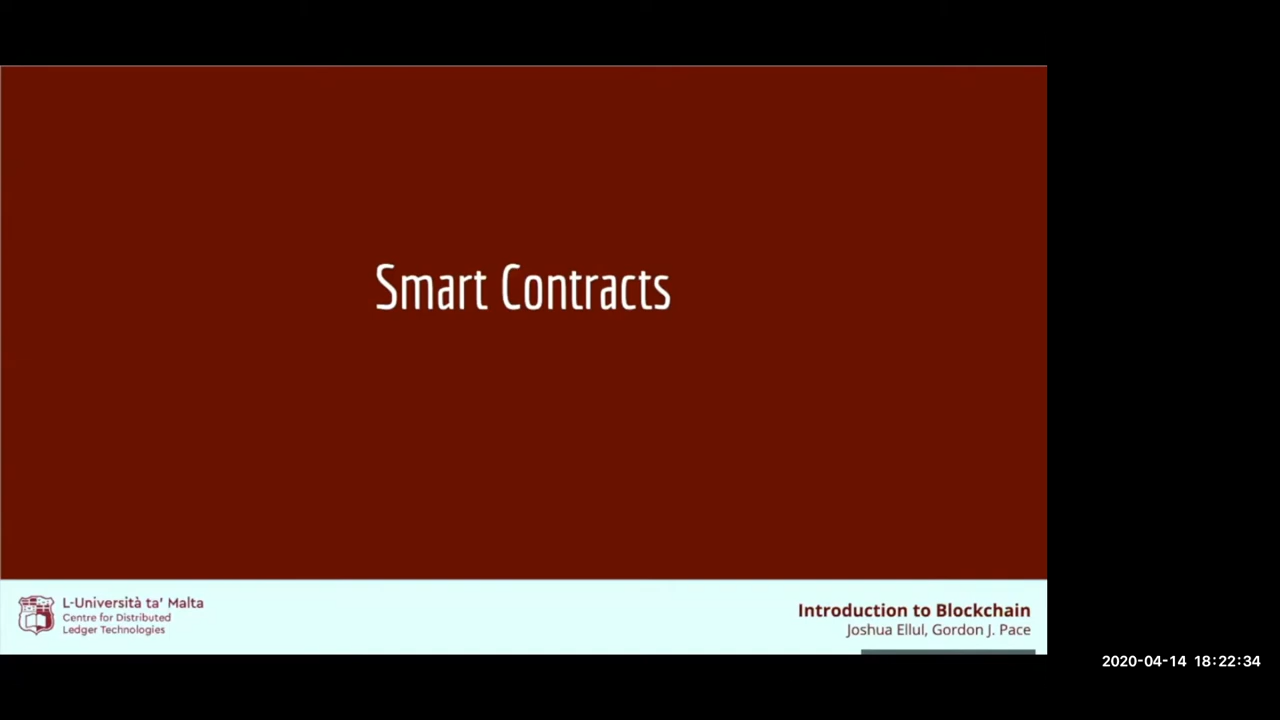 Smart Contracts
L-Università ta' Malta
Centre for Distributed
Ledger Technologies
Introduction to Blockchain
Joshua Ellul, Gordon J. Pace
2020-04-14 18:22:34